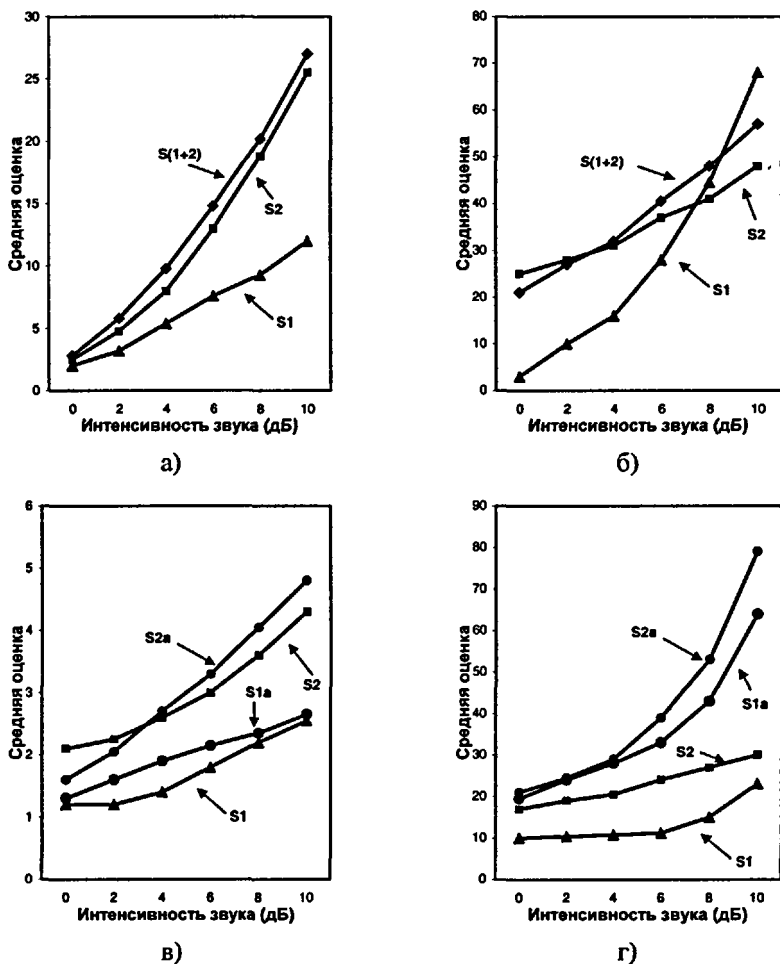 30
25
20
15
10
5
0
Средняя оценка
S(1+2)
S2
S1
0 2 4 6 8 10
Интенсивность звука (дБ)
а)
80
70
60
50
40
30
20
10
0
Средняя оценка
S(1+2)
S2
S1
0 2 4 6 8 10
Интенсивность звука (дБ)
б)
6
5
4
3
2
1
0
Средняя оценка
S2a
S2
S1a
S1
0 2 4 6 8 10
Интенсивность звука (дБ)
в)
90
80
70
60
50
40
30
20
10
0
Средняя оценка
S2a
S1a
S2
S1
0 2 4 6 8 10
Интенсивность звука (дБ)
г)